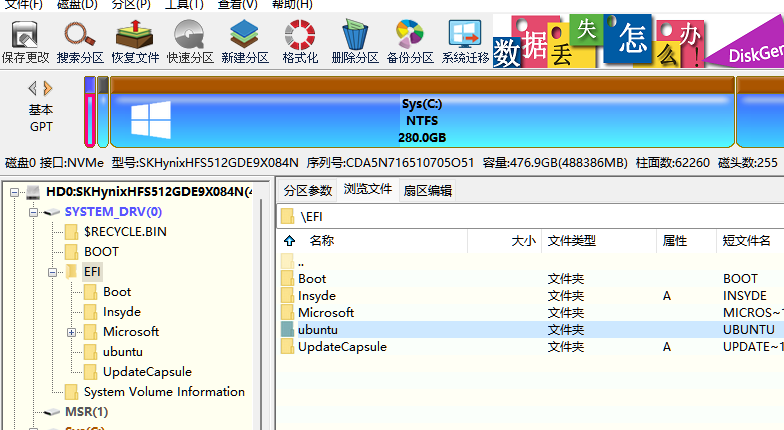 文件(F) 磁盘(D) 分区(P) 工具(T) 查看(V) 帮助(H)
保存更改 搜索分区 恢复文件 快速分区 新建分区 格式化 删除分区 备份分区 系统迁移
数据丢失怎么办!
DiskGen
基本
GPT
Sys(C:)
NTFS
280.0GB
磁盘0 接口:NVMe 型号:SKHynixHFS512GDE9X084N 序列号:CDA5N716510705O51 容量:476.9GB(488386MB) 柱面数:62260 磁头数:255
HD0:SKHynixHFS512GDE9X084N(4
SYSTEM_DRV(0)
$RECYCLE.BIN
BOOT
EFI
Boot
Insyde
Microsoft
ubuntu
UpdateCapsule
System Volume Information
MSR(1)
Sys(C:)
分区参数 浏览文件 扇区编辑
\EFI
名称 大小 文件类型 属性 短文件名
..
Boot 文件夹 BOOT
Insyde 文件夹 A INSYDE
Microsoft 文件夹 MICROS~1
ubuntu 文件夹 UBUNTU
UpdateCapsule 文件夹 A UPDATE~1